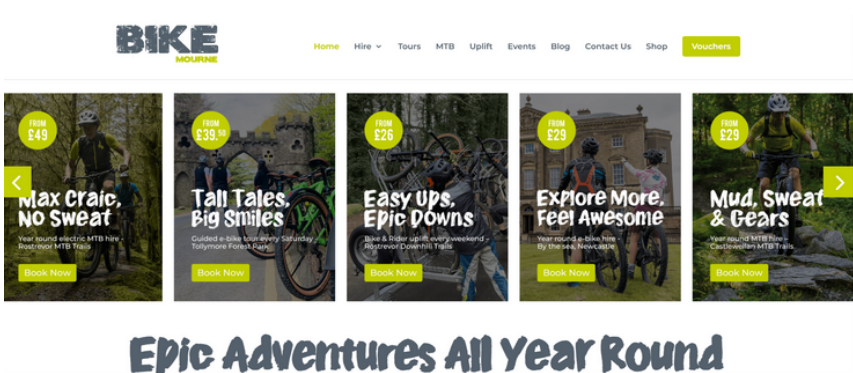 BIKE
MOURNE
Home Hire Tours MTB Uplift Events Blog Contact Us Shop Vouchers
FROM
£49
Max Craic,
NO Sweat
Year round electric MTB hire -
Rostrevor MTB Trails
Book Now
FROM
£39.50
Tall Tales,
Big Smiles
Guided e-bike tour every Saturday -
Tollymore Forest Park
Book Now
FROM
£26
Easy Ups,
Epic Downs
Bike & Rider uplift every weekend -
Rostrevor Downhill Trails
Book Now
FROM
£29
Explore More,
Feel Awesome
Year round e-bike hire -
By the sea, Newcastle
Book Now
FROM
£29
Mud, Sweat
& Gears
Year round MTB hire -
Castlewellan MTB Trails
Book Now
Epic Adventures All Year Round